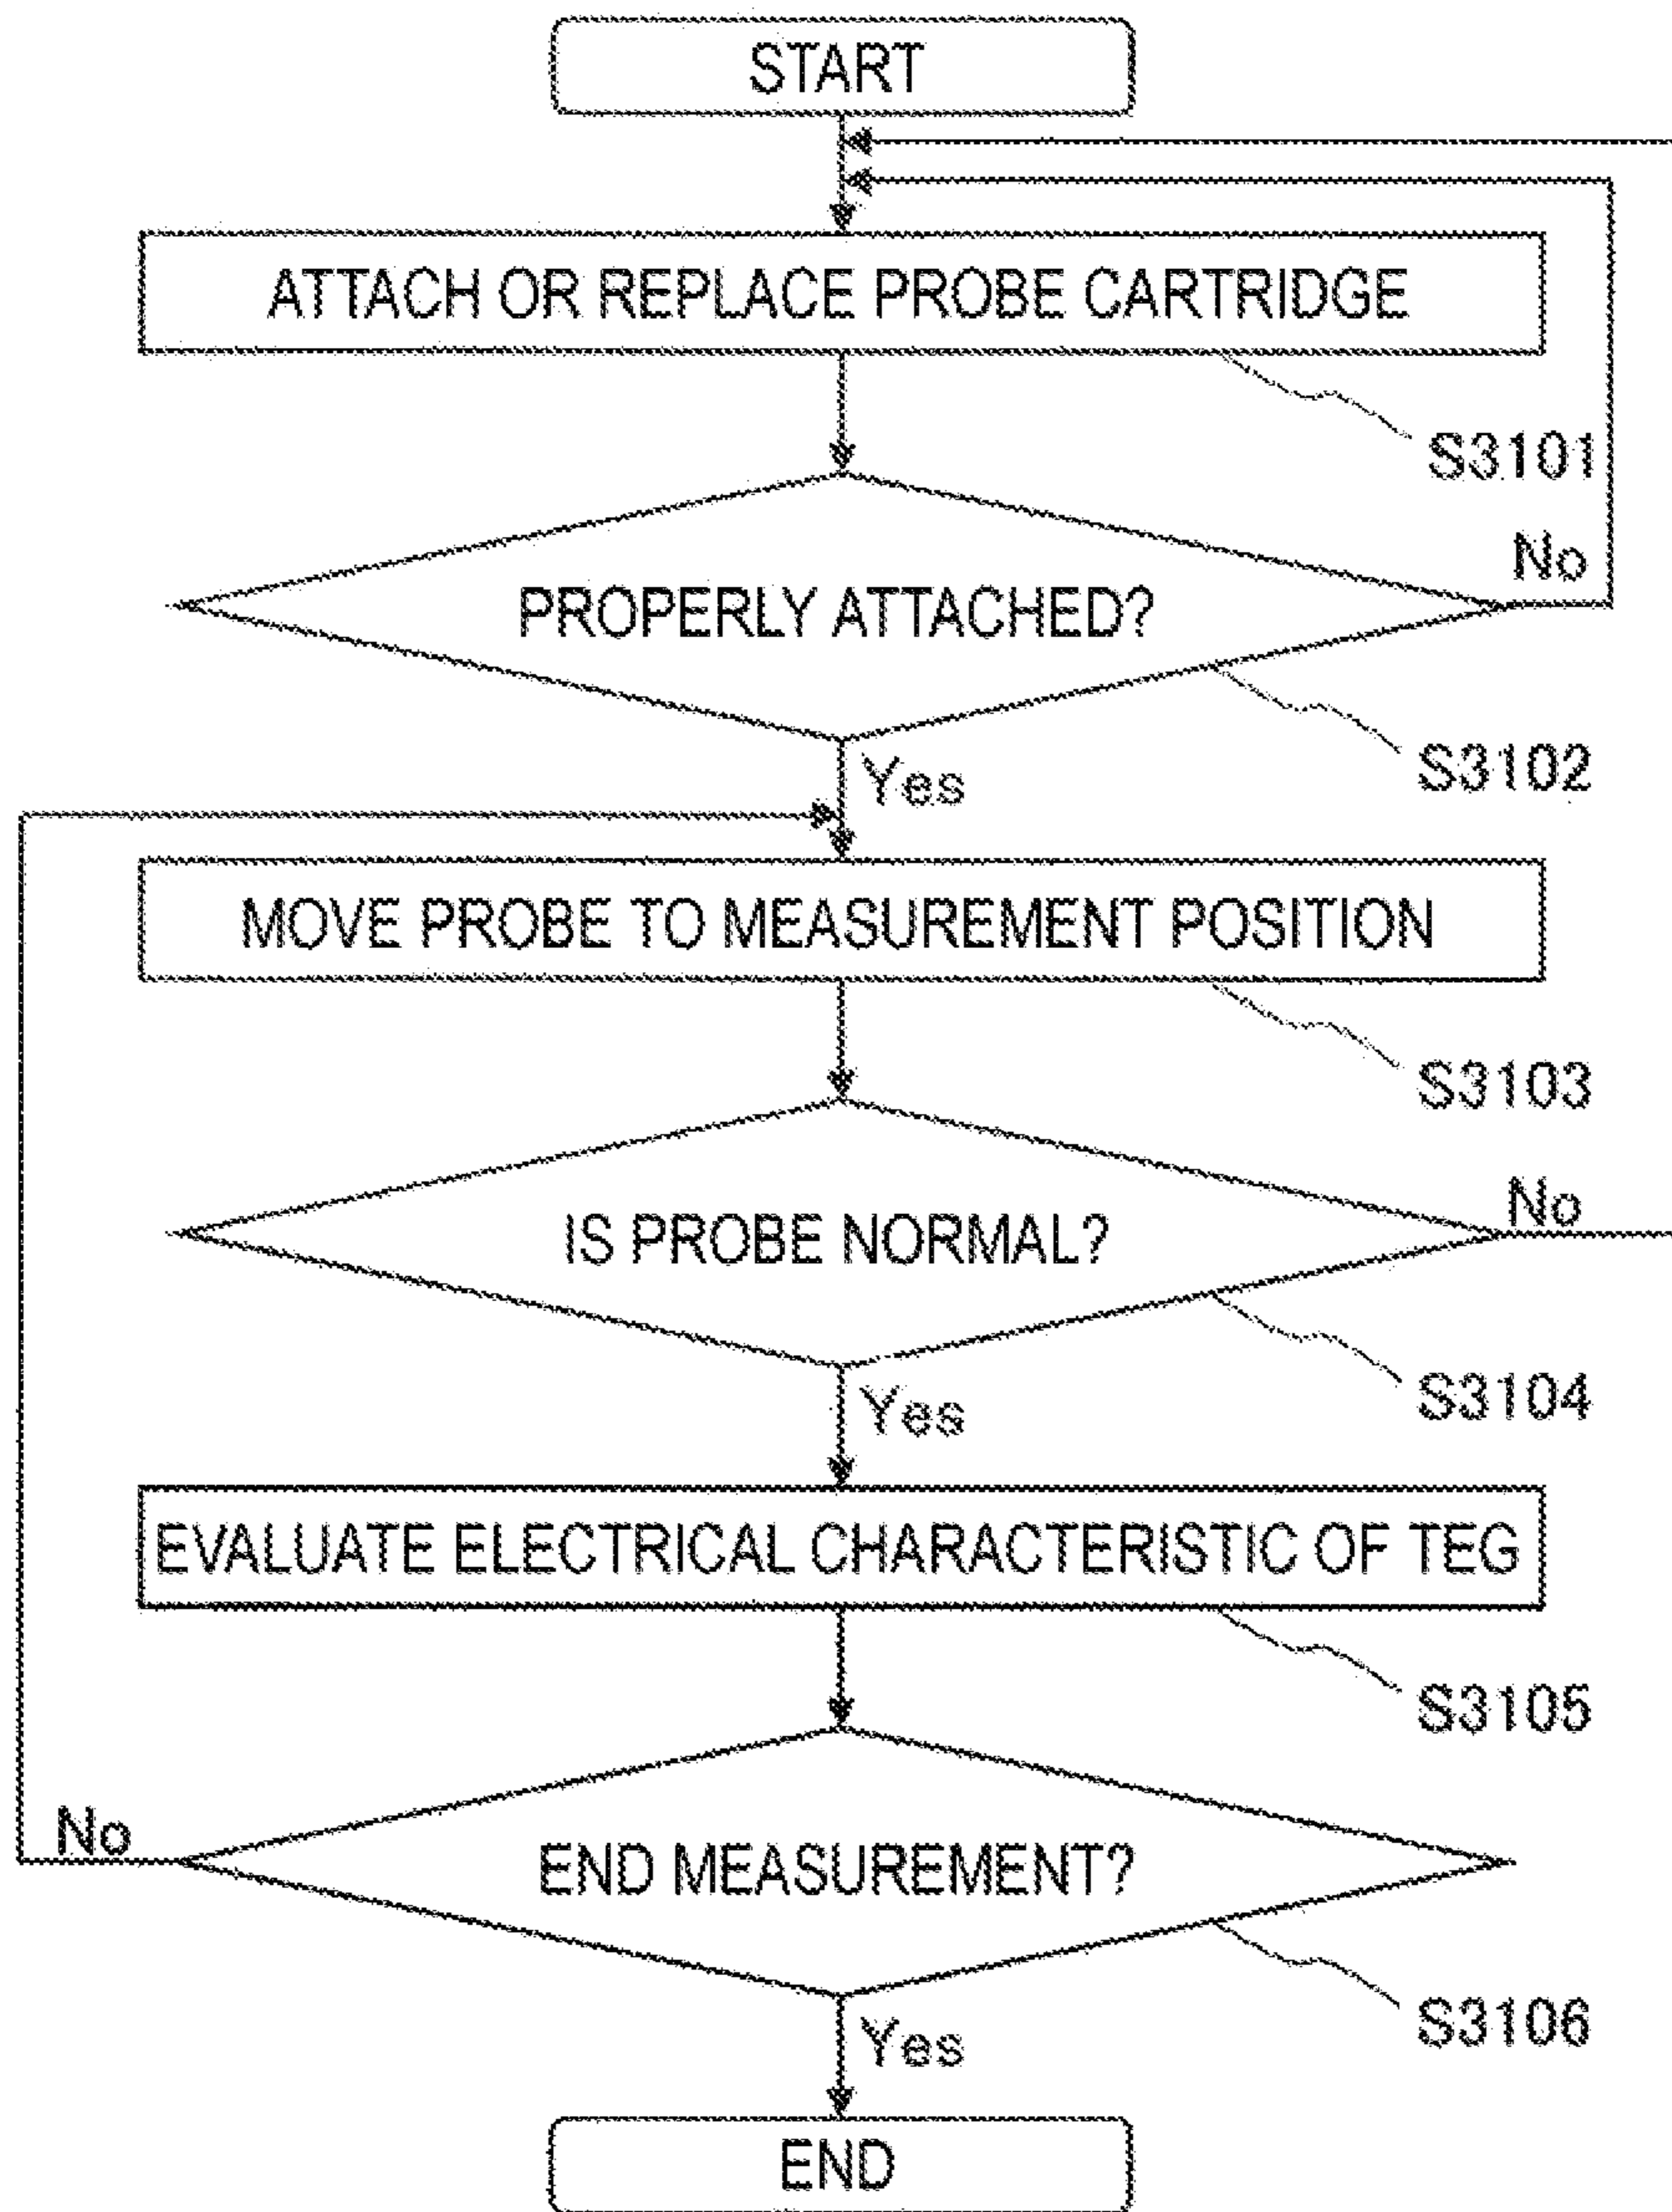 START
ATTACH OR REPLACE PROBE CARTRIDGE
S3101
No
PROPERLY ATTACHED?
S3102
Yes
MOVE PROBE TO MEASUREMENT POSITION
S3103
No
IS PROBE NORMAL?
S3104
Yes
EVALUATE ELECTRICAL CHARACTERISTIC OF TEG
S3105
No
END MEASUREMENT?
S3106
Yes
END